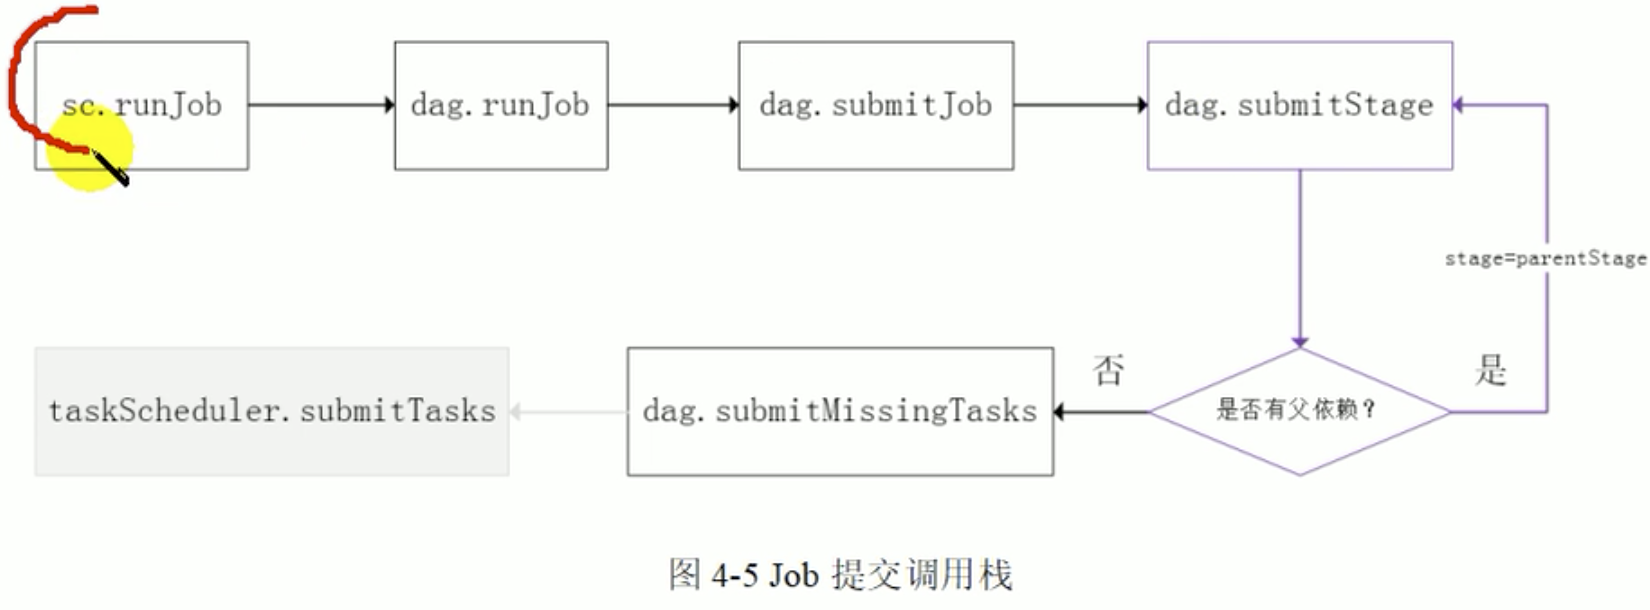 sc.runJob
dag.runJob
dag.submitJob
dag.submitStage
stage=parentStage
否
是
taskScheduler.submitTasks
dag.submitMissingTasks
是否有父依赖？
图 4-5 Job 提交调用栈